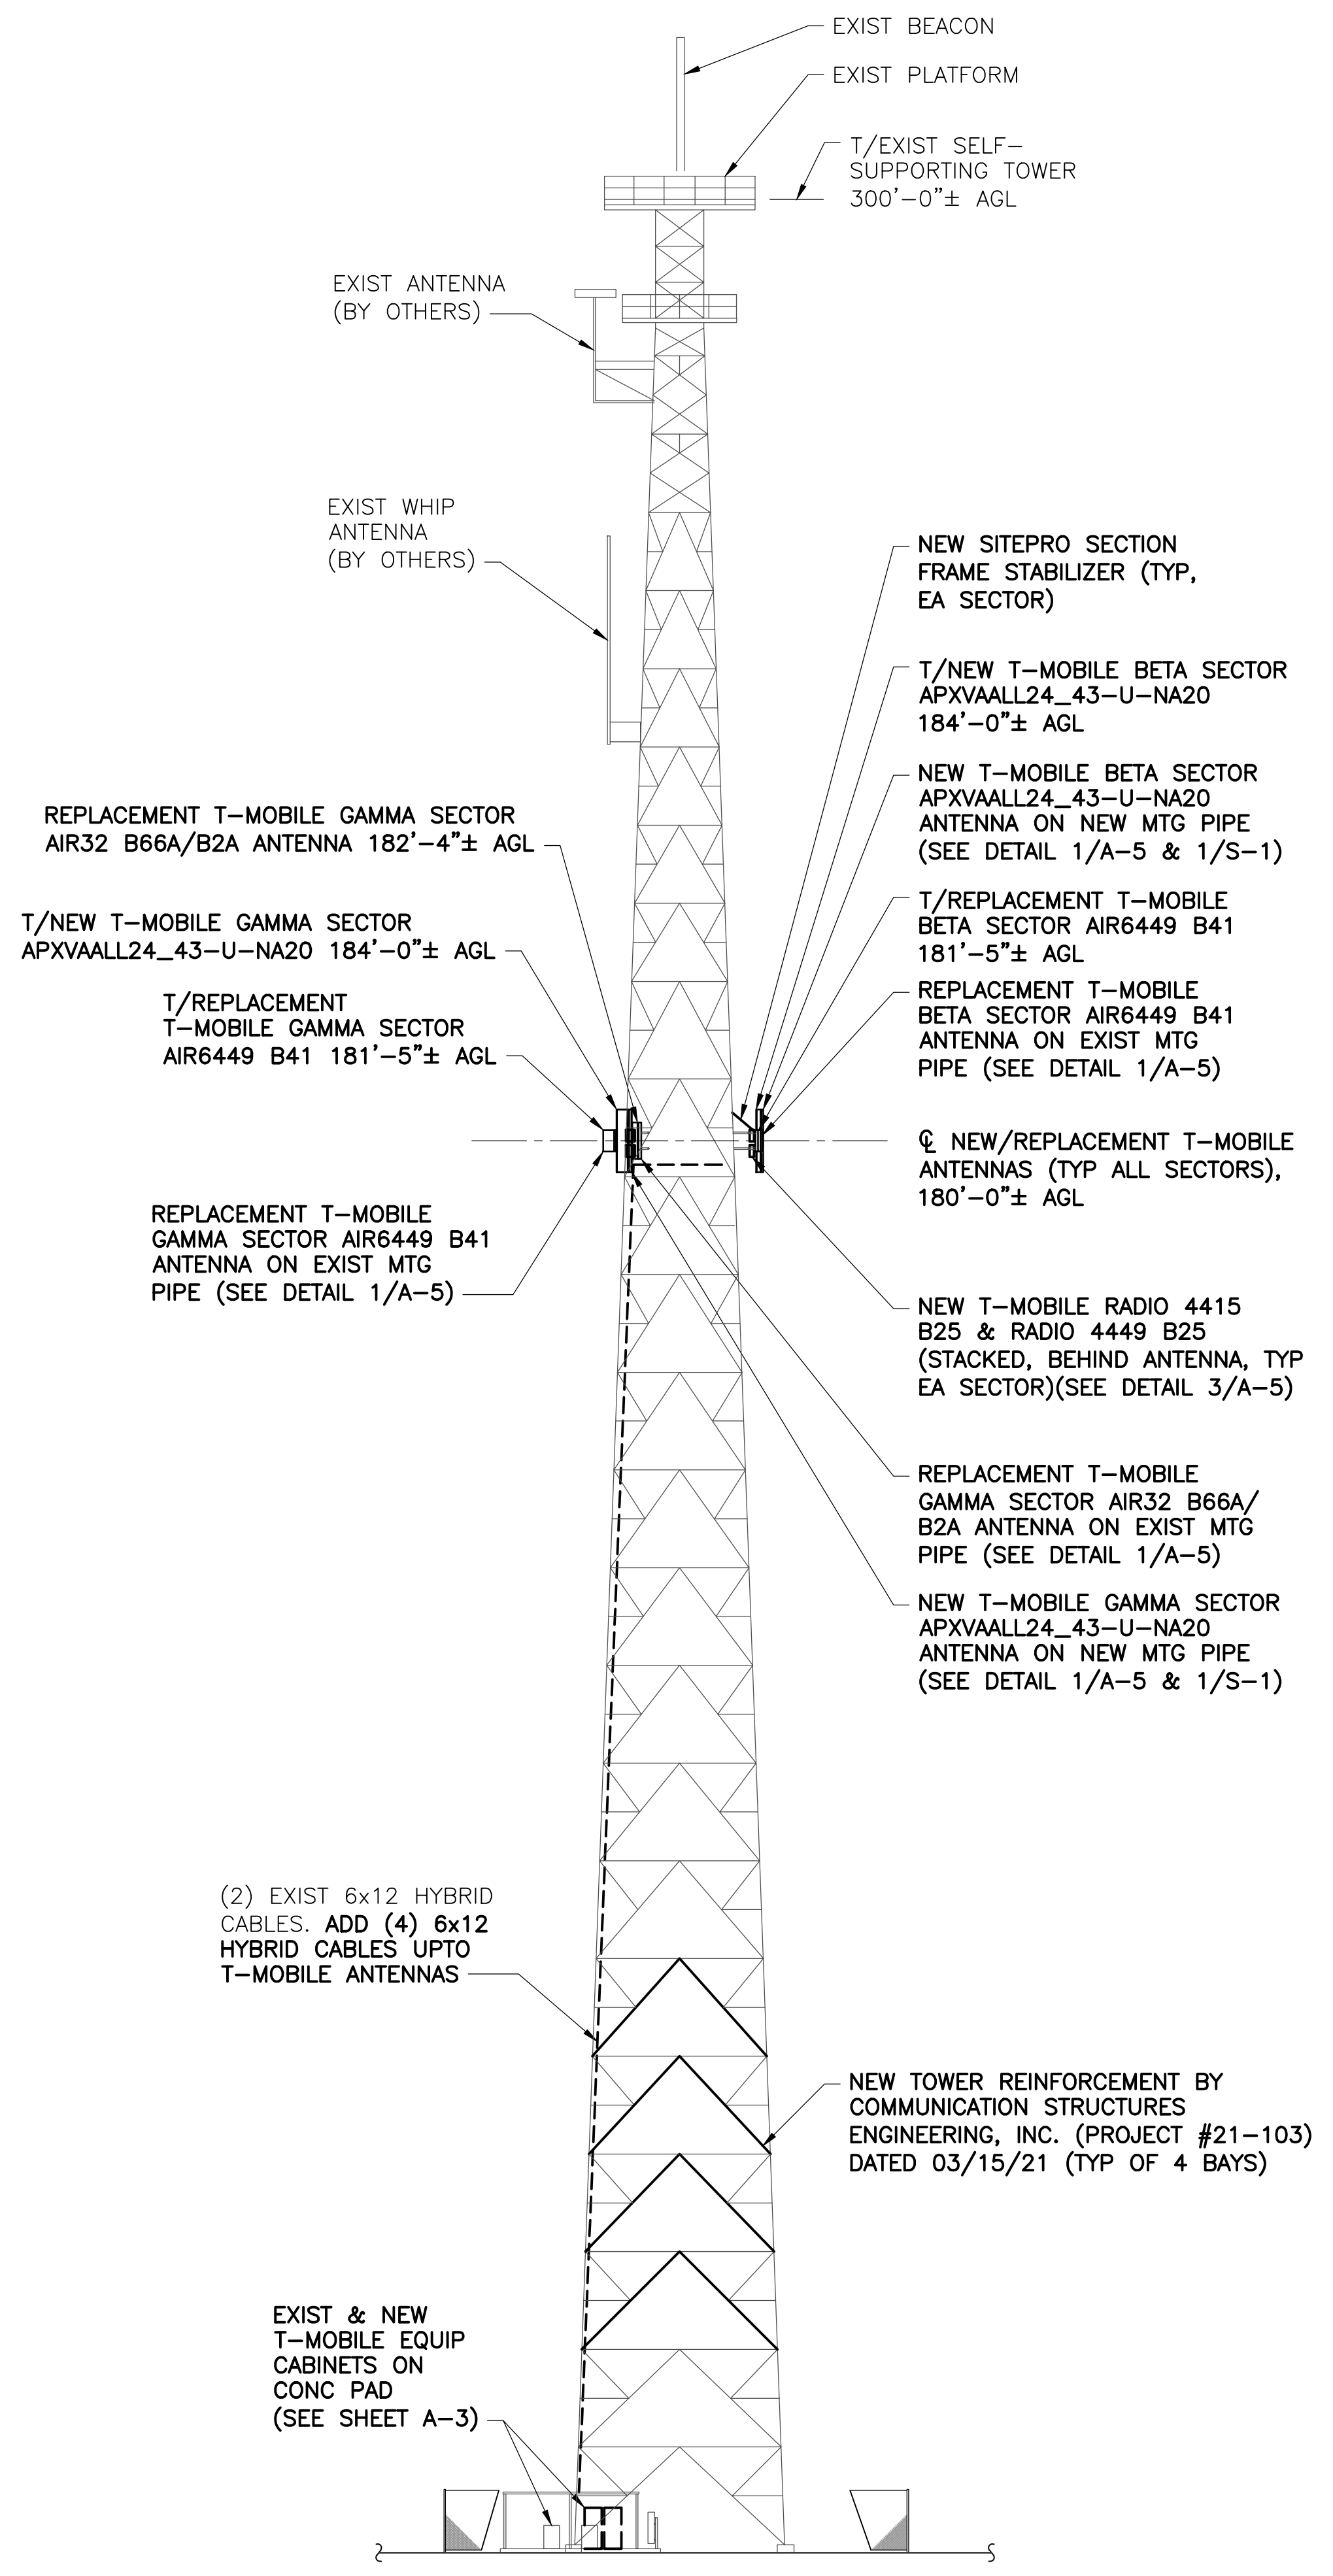 EXIST BEACON
EXIST PLATFORM
T/EXIST SELF-
SUPPORTING TOWER
300'-0"± AGL
EXIST ANTENNA
(BY OTHERS)
EXIST WHIP
ANTENNA
(BY OTHERS)
NEW SITEPRO SECTION
FRAME STABILIZER (TYP,
EA SECTOR)
T/NEW T-MOBILE BETA SECTOR
APXVAALL24_43-U-NA20
184'-0"± AGL
NEW T-MOBILE BETA SECTOR
APXVAALL24_43-U-NA20
ANTENNA ON NEW MTG PIPE
(SEE DETAIL 1/A-5 & 1/S-1)
REPLACEMENT T-MOBILE GAMMA SECTOR
AIR32 B66A/B2A ANTENNA 182'-4"± AGL
T/REPLACEMENT T-MOBILE
BETA SECTOR AIR6449 B41
181'-5"± AGL
T/NEW T-MOBILE GAMMA SECTOR
APXVAALL24_43-U-NA20 184'-0"± AGL
REPLACEMENT T-MOBILE
BETA SECTOR AIR6449 B41
ANTENNA ON EXIST MTG
PIPE (SEE DETAIL 1/A-5)
T/REPLACEMENT
T-MOBILE GAMMA SECTOR
AIR6449 B41 181'-5"± AGL
℄ NEW/REPLACEMENT T-MOBILE
ANTENNAS (TYP ALL SECTORS),
180'-0"± AGL
REPLACEMENT T-MOBILE
GAMMA SECTOR AIR6449 B41
ANTENNA ON EXIST MTG
PIPE (SEE DETAIL 1/A-5)
NEW T-MOBILE RADIO 4415
B25 & RADIO 4449 B25
(STACKED, BEHIND ANTENNA, TYP
EA SECTOR)(SEE DETAIL 3/A-5)
REPLACEMENT T-MOBILE
GAMMA SECTOR AIR32 B66A/
B2A ANTENNA ON EXIST MTG
PIPE (SEE DETAIL 1/A-5)
NEW T-MOBILE GAMMA SECTOR
APXVAALL24_43-U-NA20
ANTENNA ON NEW MTG PIPE
(SEE DETAIL 1/A-5 & 1/S-1)
(2) EXIST 6x12 HYBRID
CABLES. ADD (4) 6x12
HYBRID CABLES UPTO
T-MOBILE ANTENNAS
NEW TOWER REINFORCEMENT BY
COMMUNICATION STRUCTURES
ENGINEERING, INC. (PROJECT #21-103)
DATED 03/15/21 (TYP OF 4 BAYS)
EXIST & NEW
T-MOBILE EQUIP
CABINETS ON
CONC PAD
(SEE SHEET A-3)